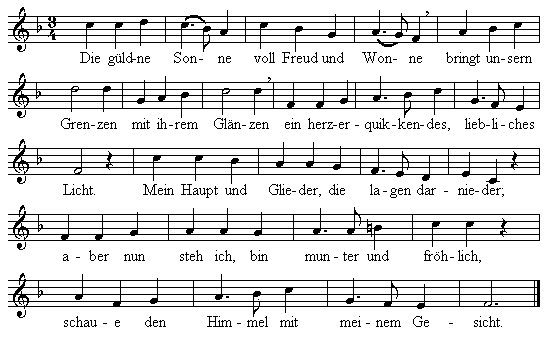 3
4
Die güld-ne Son- ne voll Freud und Won- ne bringt un-sern
Gren-zen mit ih-rem Glän-zen ein herz-er-quik-ken-des, lieb-li-ches
Licht. Mein Haupt und Glie-der, die la-gen dar-nie-der;
a - ber nun steh ich, bin mun-ter und fröh-lich,
schau-e den Him-mel mit mei-nem Ge - sicht.